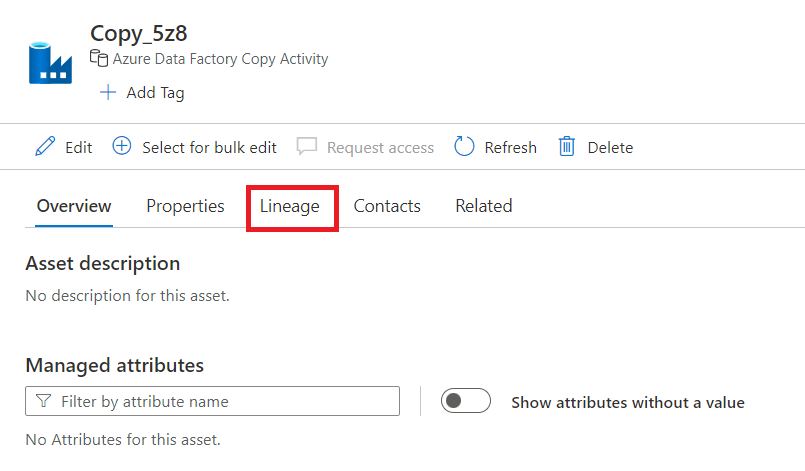 Copy_5z8
Azure Data Factory Copy Activity
Add Tag
Edit Select for bulk edit Request access Refresh Delete
Overview Properties Lineage Contacts Related
Asset description
No description for this asset.
Managed attributes
Filter by attribute name Show attributes without a value
No Attributes for this asset.